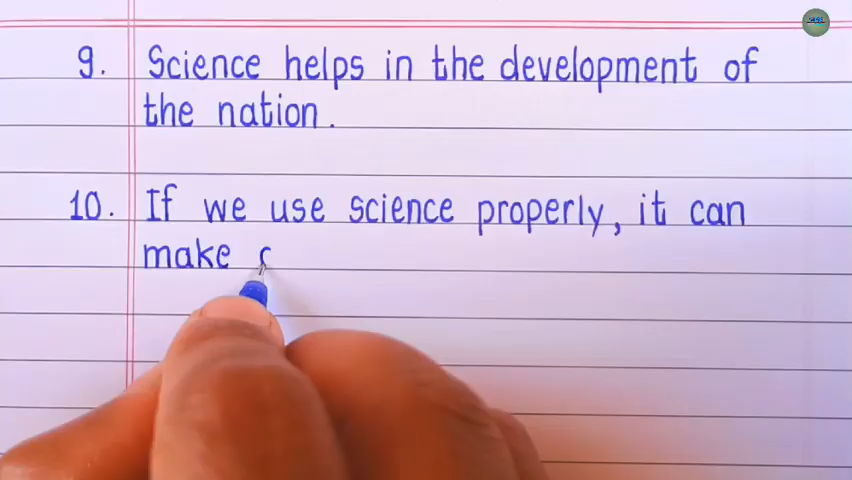 9. Science helps in the development of
the nation.
10. If we use science properly, it can
make